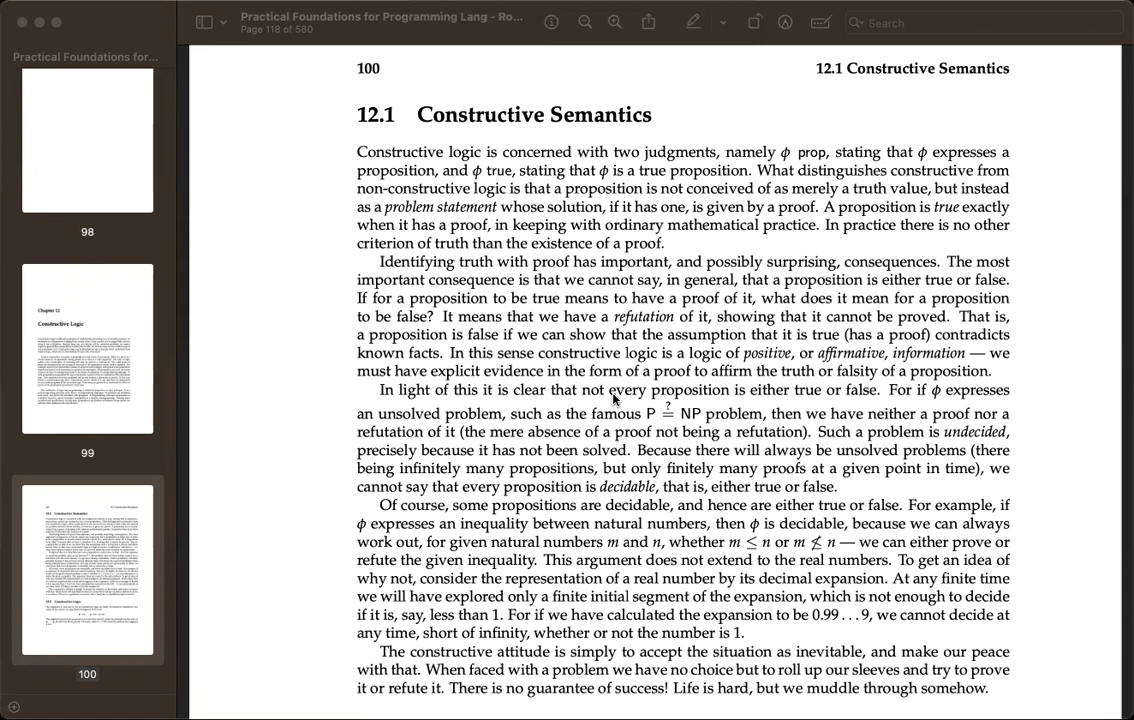 Practical Foundations for Programming Lang - Ro...
Page 118 of 580
Search
Practical Foundations for...
98
Chapter 12
Constructive Logic
99
100
100 12.1 Constructive Semantics
12.1 Constructive Semantics
Constructive logic is concerned with two judgments, namely ϕ prop, stating that ϕ expresses a
proposition, and ϕ true, stating that ϕ is a true proposition. What distinguishes constructive from
non-constructive logic is that a proposition is not conceived of as merely a truth value, but instead
as a problem statement whose solution, if it has one, is given by a proof. A proposition is true exactly
when it has a proof, in keeping with ordinary mathematical practice. In practice there is no other
criterion of truth than the existence of a proof.
Identifying truth with proof has important, and possibly surprising, consequences. The most
important consequence is that we cannot say, in general, that a proposition is either true or false.
If for a proposition to be true means to have a proof of it, what does it mean for a proposition
to be false? It means that we have a refutation of it, showing that it cannot be proved. That is,
a proposition is false if we can show that the assumption that it is true (has a proof) contradicts
known facts. In this sense constructive logic is a logic of positive, or affirmative, information — we
must have explicit evidence in the form of a proof to affirm the truth or falsity of a proposition.
In light of this it is clear that not every proposition is either true or false. For if ϕ expresses
an unsolved problem, such as the famous P ≟ NP problem, then we have neither a proof nor a
refutation of it (the mere absence of a proof not being a refutation). Such a problem is undecided,
precisely because it has not been solved. Because there will always be unsolved problems (there
being infinitely many propositions, but only finitely many proofs at a given point in time), we
cannot say that every proposition is decidable, that is, either true or false.
Of course, some propositions are decidable, and hence are either true or false. For example, if
ϕ expresses an inequality between natural numbers, then ϕ is decidable, because we can always
work out, for given natural numbers m and n, whether m ≤ n or m ≰ n — we can either prove or
refute the given inequality. This argument does not extend to the real numbers. To get an idea of
why not, consider the representation of a real number by its decimal expansion. At any finite time
we will have explored only a finite initial segment of the expansion, which is not enough to decide
if it is, say, less than 1. For if we have calculated the expansion to be 0.99...9, we cannot decide at
any time, short of infinity, whether or not the number is 1.
The constructive attitude is simply to accept the situation as inevitable, and make our peace
with that. When faced with a problem we have no choice but to roll up our sleeves and try to prove
it or refute it. There is no guarantee of success! Life is hard, but we muddle through somehow.